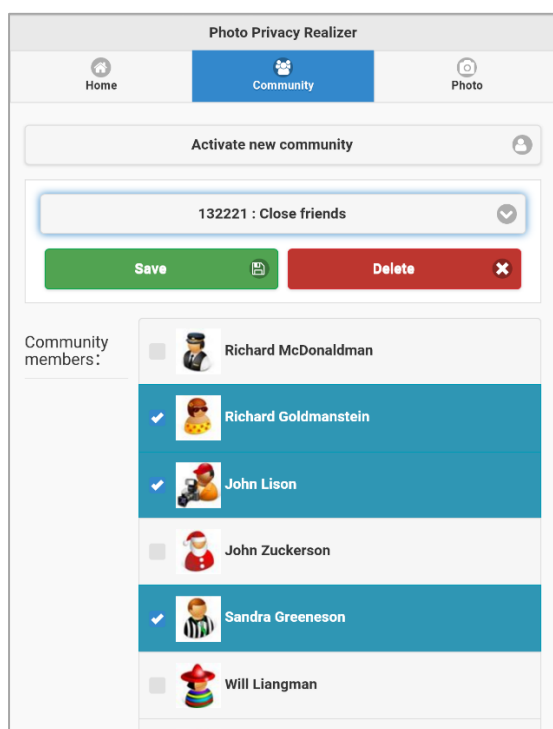 Photo Privacy Realizer
Home Community Photo
Activate new community
132221 : Close friends
Save Delete
Community members:
Richard McDonaldman
Richard Goldmanstein
John Lison
John Zuckerson
Sandra Greeneson
Will Liangman